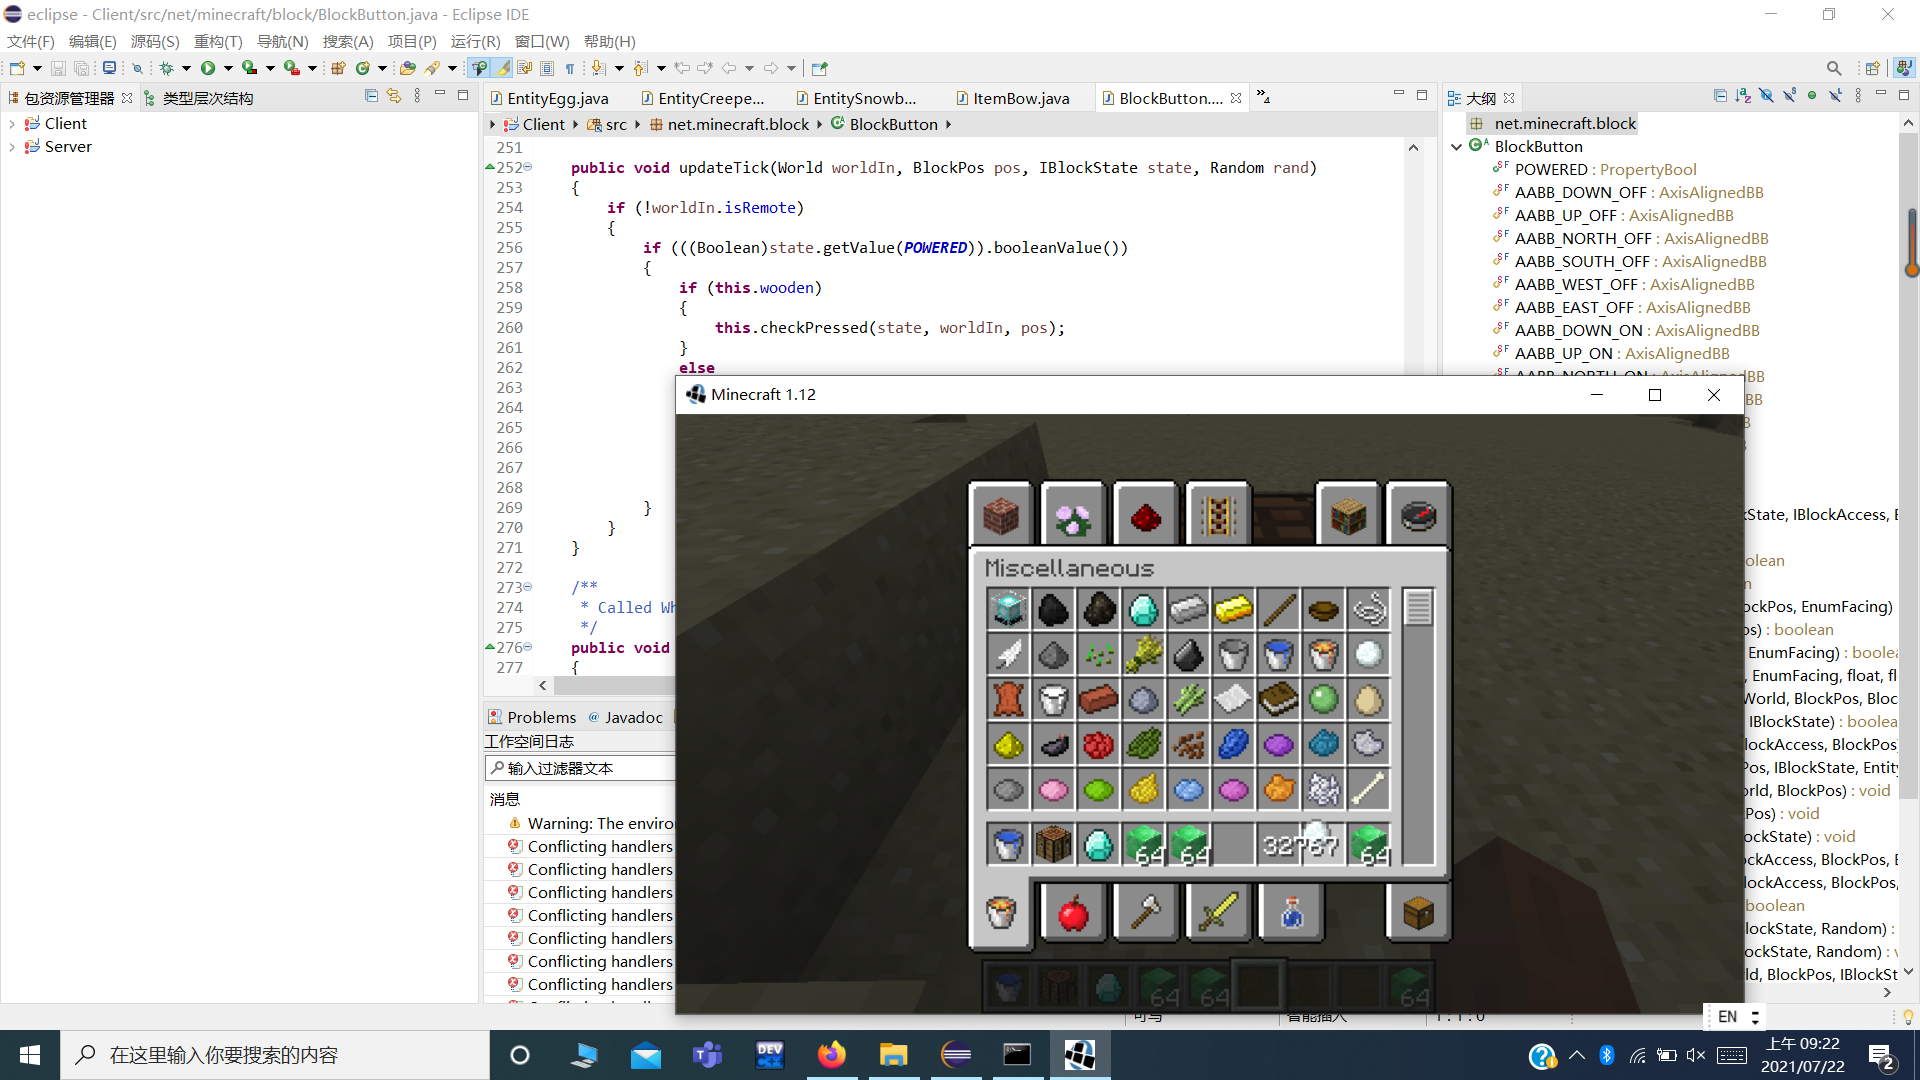 eclipse - Client/src/net/minecraft/block/BlockButton.java - Eclipse IDE
文件(F) 编辑(E) 源码(S) 重构(T) 导航(N) 搜索(A) 项目(P) 运行(R) 窗口(W) 帮助(H)
包资源管理器 类型层次结构
Client
Server
EntityEgg.java EntityCreepe... EntitySnowb... ItemBow.java BlockButton.... 4
Client src net.minecraft.block BlockButton
251
252 public void updateTick(World worldIn, BlockPos pos, IBlockState state, Random rand)
253 {
254 if (!worldIn.isRemote)
255 {
256 if (((Boolean)state.getValue(POWERED)).booleanValue())
257 {
258 if (this.wooden)
259 {
260 this.checkPressed(state, worldIn, pos);
261 }
262 else
263
264
265
266
267
268
269 }
270 }
271 }
272
273 /**
274 * Called Wh
275 */
276 public void
277 {
Problems @ Javadoc
工作空间日志
输入过滤器文本
消息
Warning: The enviro
Conflicting handlers
Conflicting handlers
Conflicting handlers
Conflicting handlers
Conflicting handlers
Conflicting handlers
Conflicting handlers
大纲
net.minecraft.block
BlockButton
POWERED : PropertyBool
AABB_DOWN_OFF : AxisAlignedBB
AABB_UP_OFF : AxisAlignedBB
AABB_NORTH_OFF : AxisAlignedBB
AABB_SOUTH_OFF : AxisAlignedBB
AABB_WEST_OFF : AxisAlignedBB
AABB_EAST_OFF : AxisAlignedBB
AABB_DOWN_ON : AxisAlignedBB
AABB_UP_ON : AxisAlignedBB
AABB_NORTH_ON : AxisAlignedBB
BB
kState, IBlockAccess, B
olean
n
ockPos, EnumFacing)
os) : boolean
EnumFacing) : boolea
, EnumFacing, float, fl
World, BlockPos, Bloc
IBlockState) : boolea
lockAccess, BlockPos)
Pos, IBlockState, Entity
orld, BlockPos) : void
Pos) : void
ockState) : void
ockAccess, BlockPos, E
lockAccess, BlockPos,
boolean
lockState, Random) :
ockState, Random) :
ld, BlockPos, IBlockSt
Minecraft 1.12
Miscellaneous
64 64 32767 64
64 64 64
可写 智能插入 1 : 1 : 0
EN
在这里输入你要搜索的内容
DEV C++
上午 09:22
2021/07/22
2